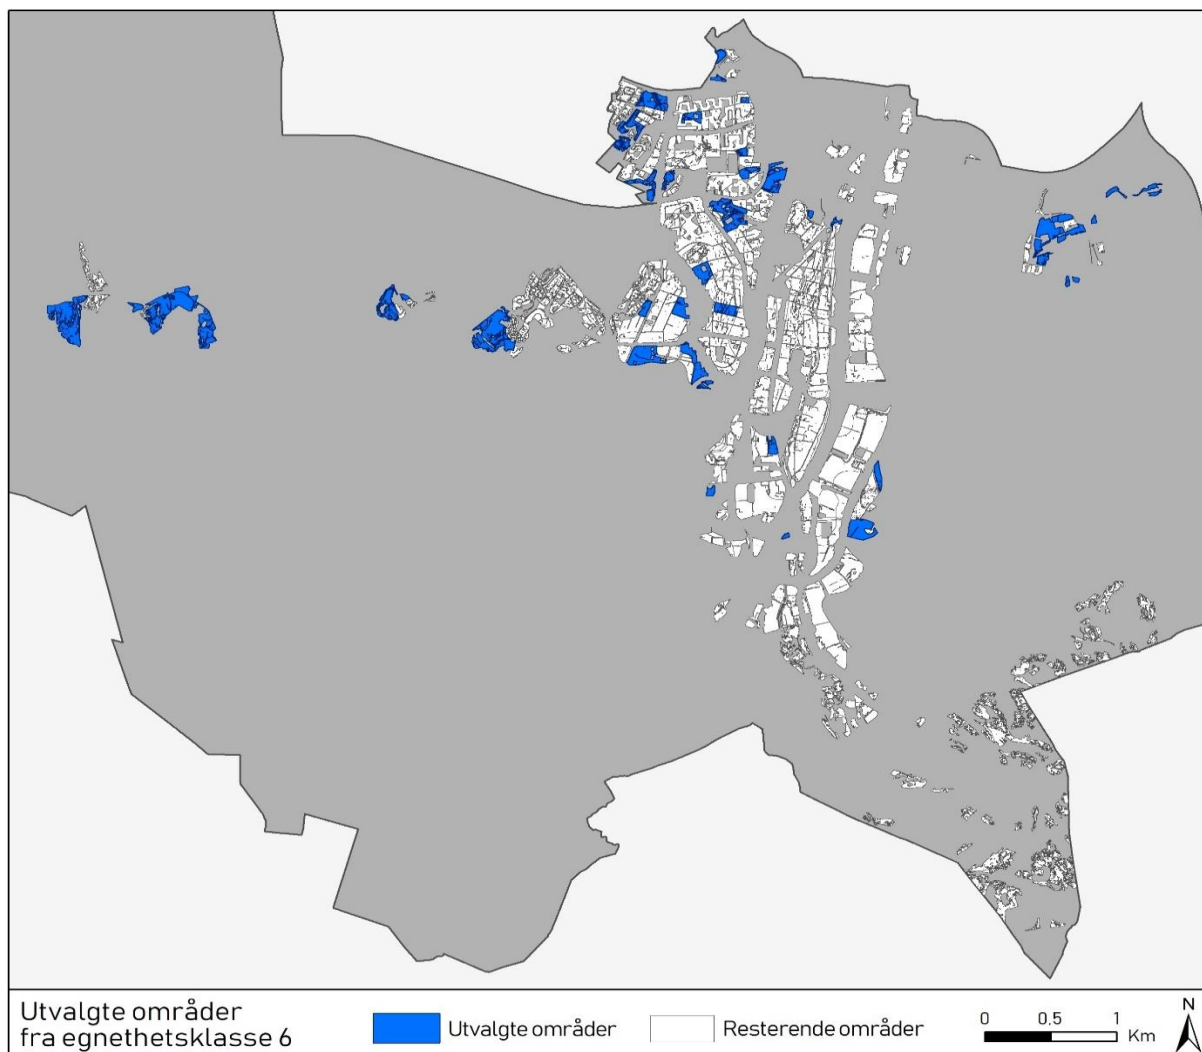 Utvalgte områder
fra egnethetsklasse 6
Utvalgte områder
Resterende områder
0 0,5 1
Km
N